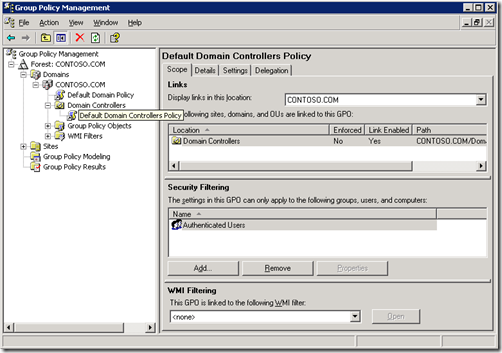 Group Policy Management
File Action View Window Help
Group Policy Management
Forest: CONTOSO.COM
Domains
CONTOSO.COM
Default Domain Policy
Domain Controllers
Default Domain Controllers Policy
Group Policy Objects
WMI Filters
Sites
Group Policy Modeling
Group Policy Results
Default Domain Controllers Policy
Scope Details Settings Delegation
Links
Display links in this location: CONTOSO.COM
following sites, domains, and OUs are linked to this GPO:
Location Enforced Link Enabled Path
Domain Controllers No Yes CONTOSO.COM/Dom
Security Filtering
The settings in this GPO can only apply to the following groups, users, and computers:
Name
Authenticated Users
Add... Remove Properties
WMI Filtering
This GPO is linked to the following WMI filter:
<none> Open